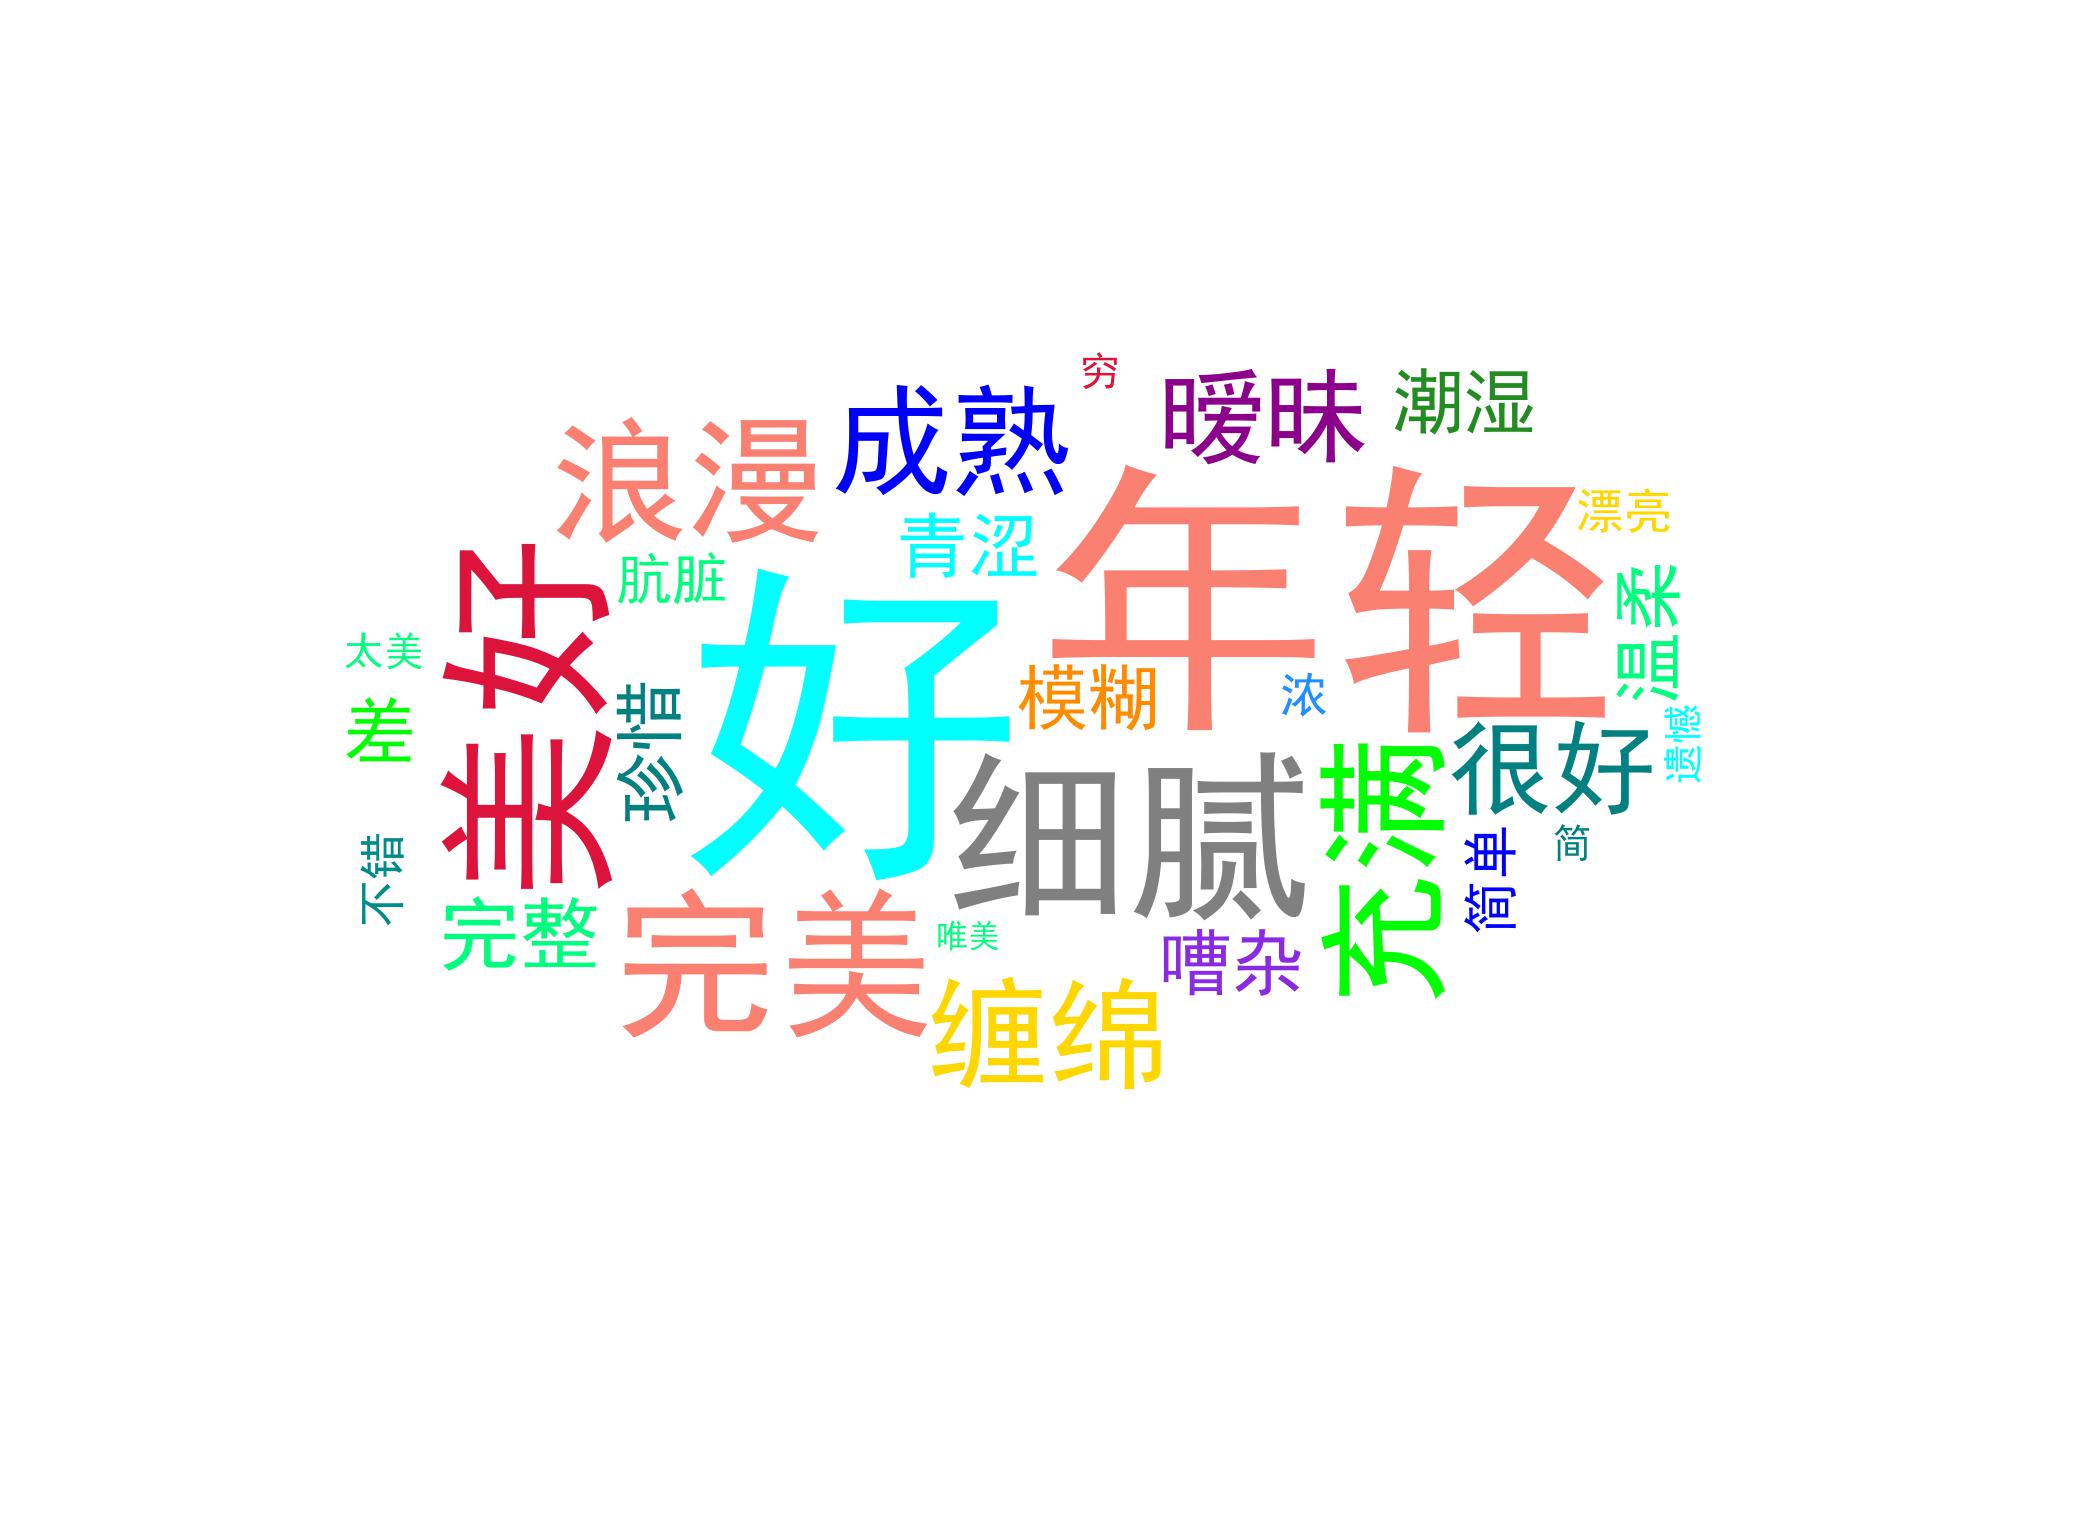 穷
成熟
暧昧
潮湿
浪漫
年轻
漂亮
青涩
肮脏
美好
好
温柔
太美
模糊
浓
珍惜
差
遗憾
很好
充满
细腻
简单
简
不错
完整
完美
唯美
嘈杂
缠绵